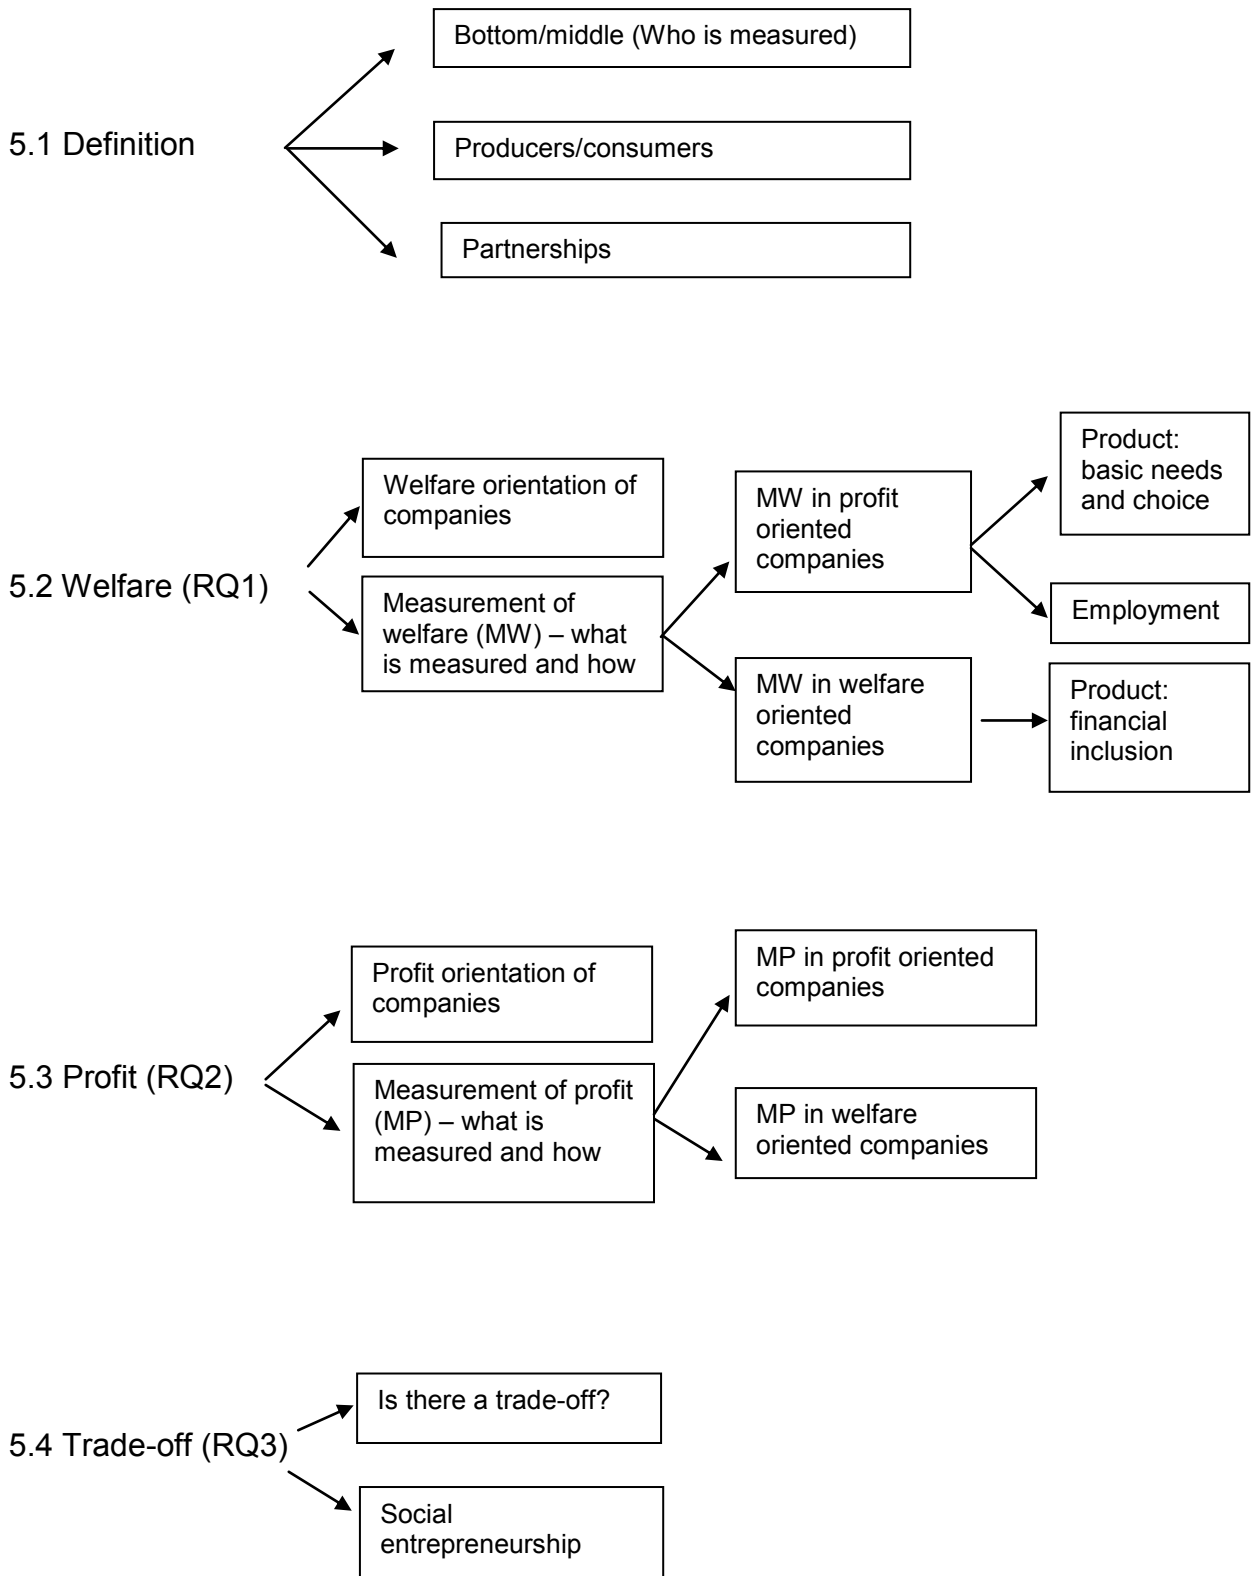 Bottom/middle (Who is measured)
5.1 Definition
Producers/consumers
Partnerships
5.2 Welfare (RQ1)
Welfare orientation of
companies
Measurement of
welfare (MW) – what
is measured and how
MW in profit
oriented
companies
MW in welfare
oriented
companies
Product:
basic needs
and choice
Employment
Product:
financial
inclusion
5.3 Profit (RQ2)
Profit orientation of
companies
Measurement of profit
(MP) – what is
measured and how
MP in profit oriented
companies
MP in welfare
oriented companies
5.4 Trade-off (RQ3)
Is there a trade-off?
Social
entrepreneurship